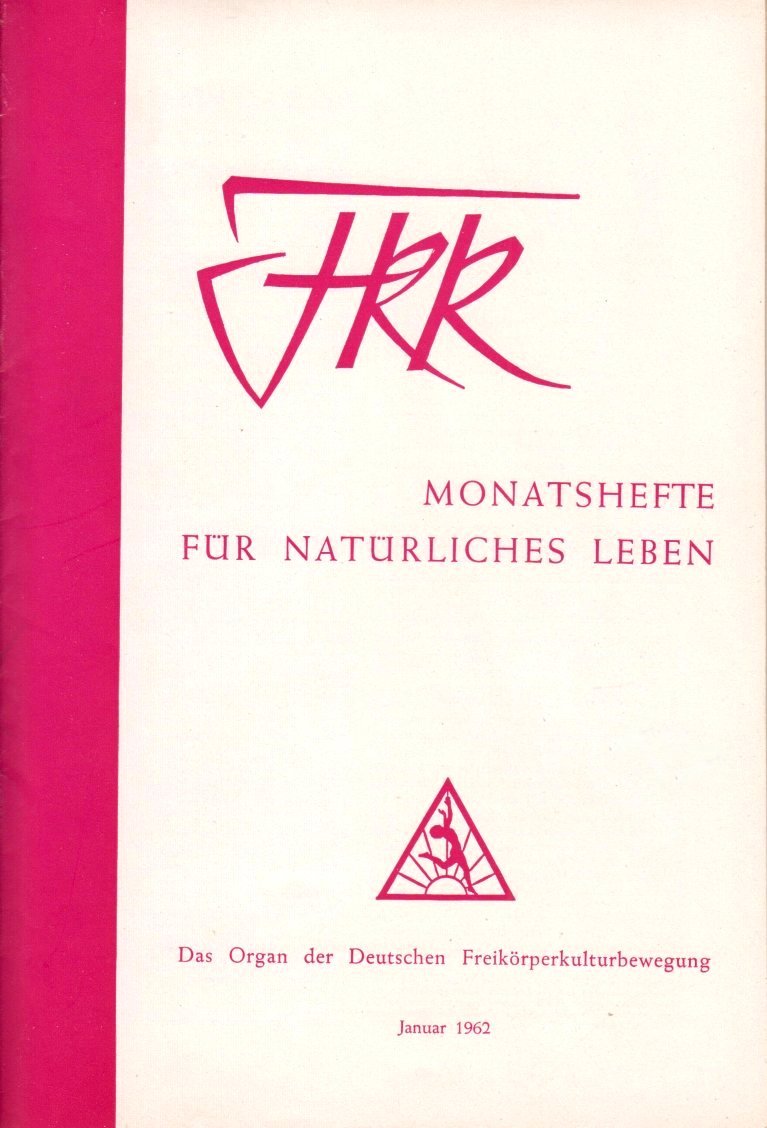 FKK
MONATSHEFTE
FÜR NATÜRLICHES LEBEN
Das Organ der Deutschen Freikörperkulturbewegung
Januar 1962